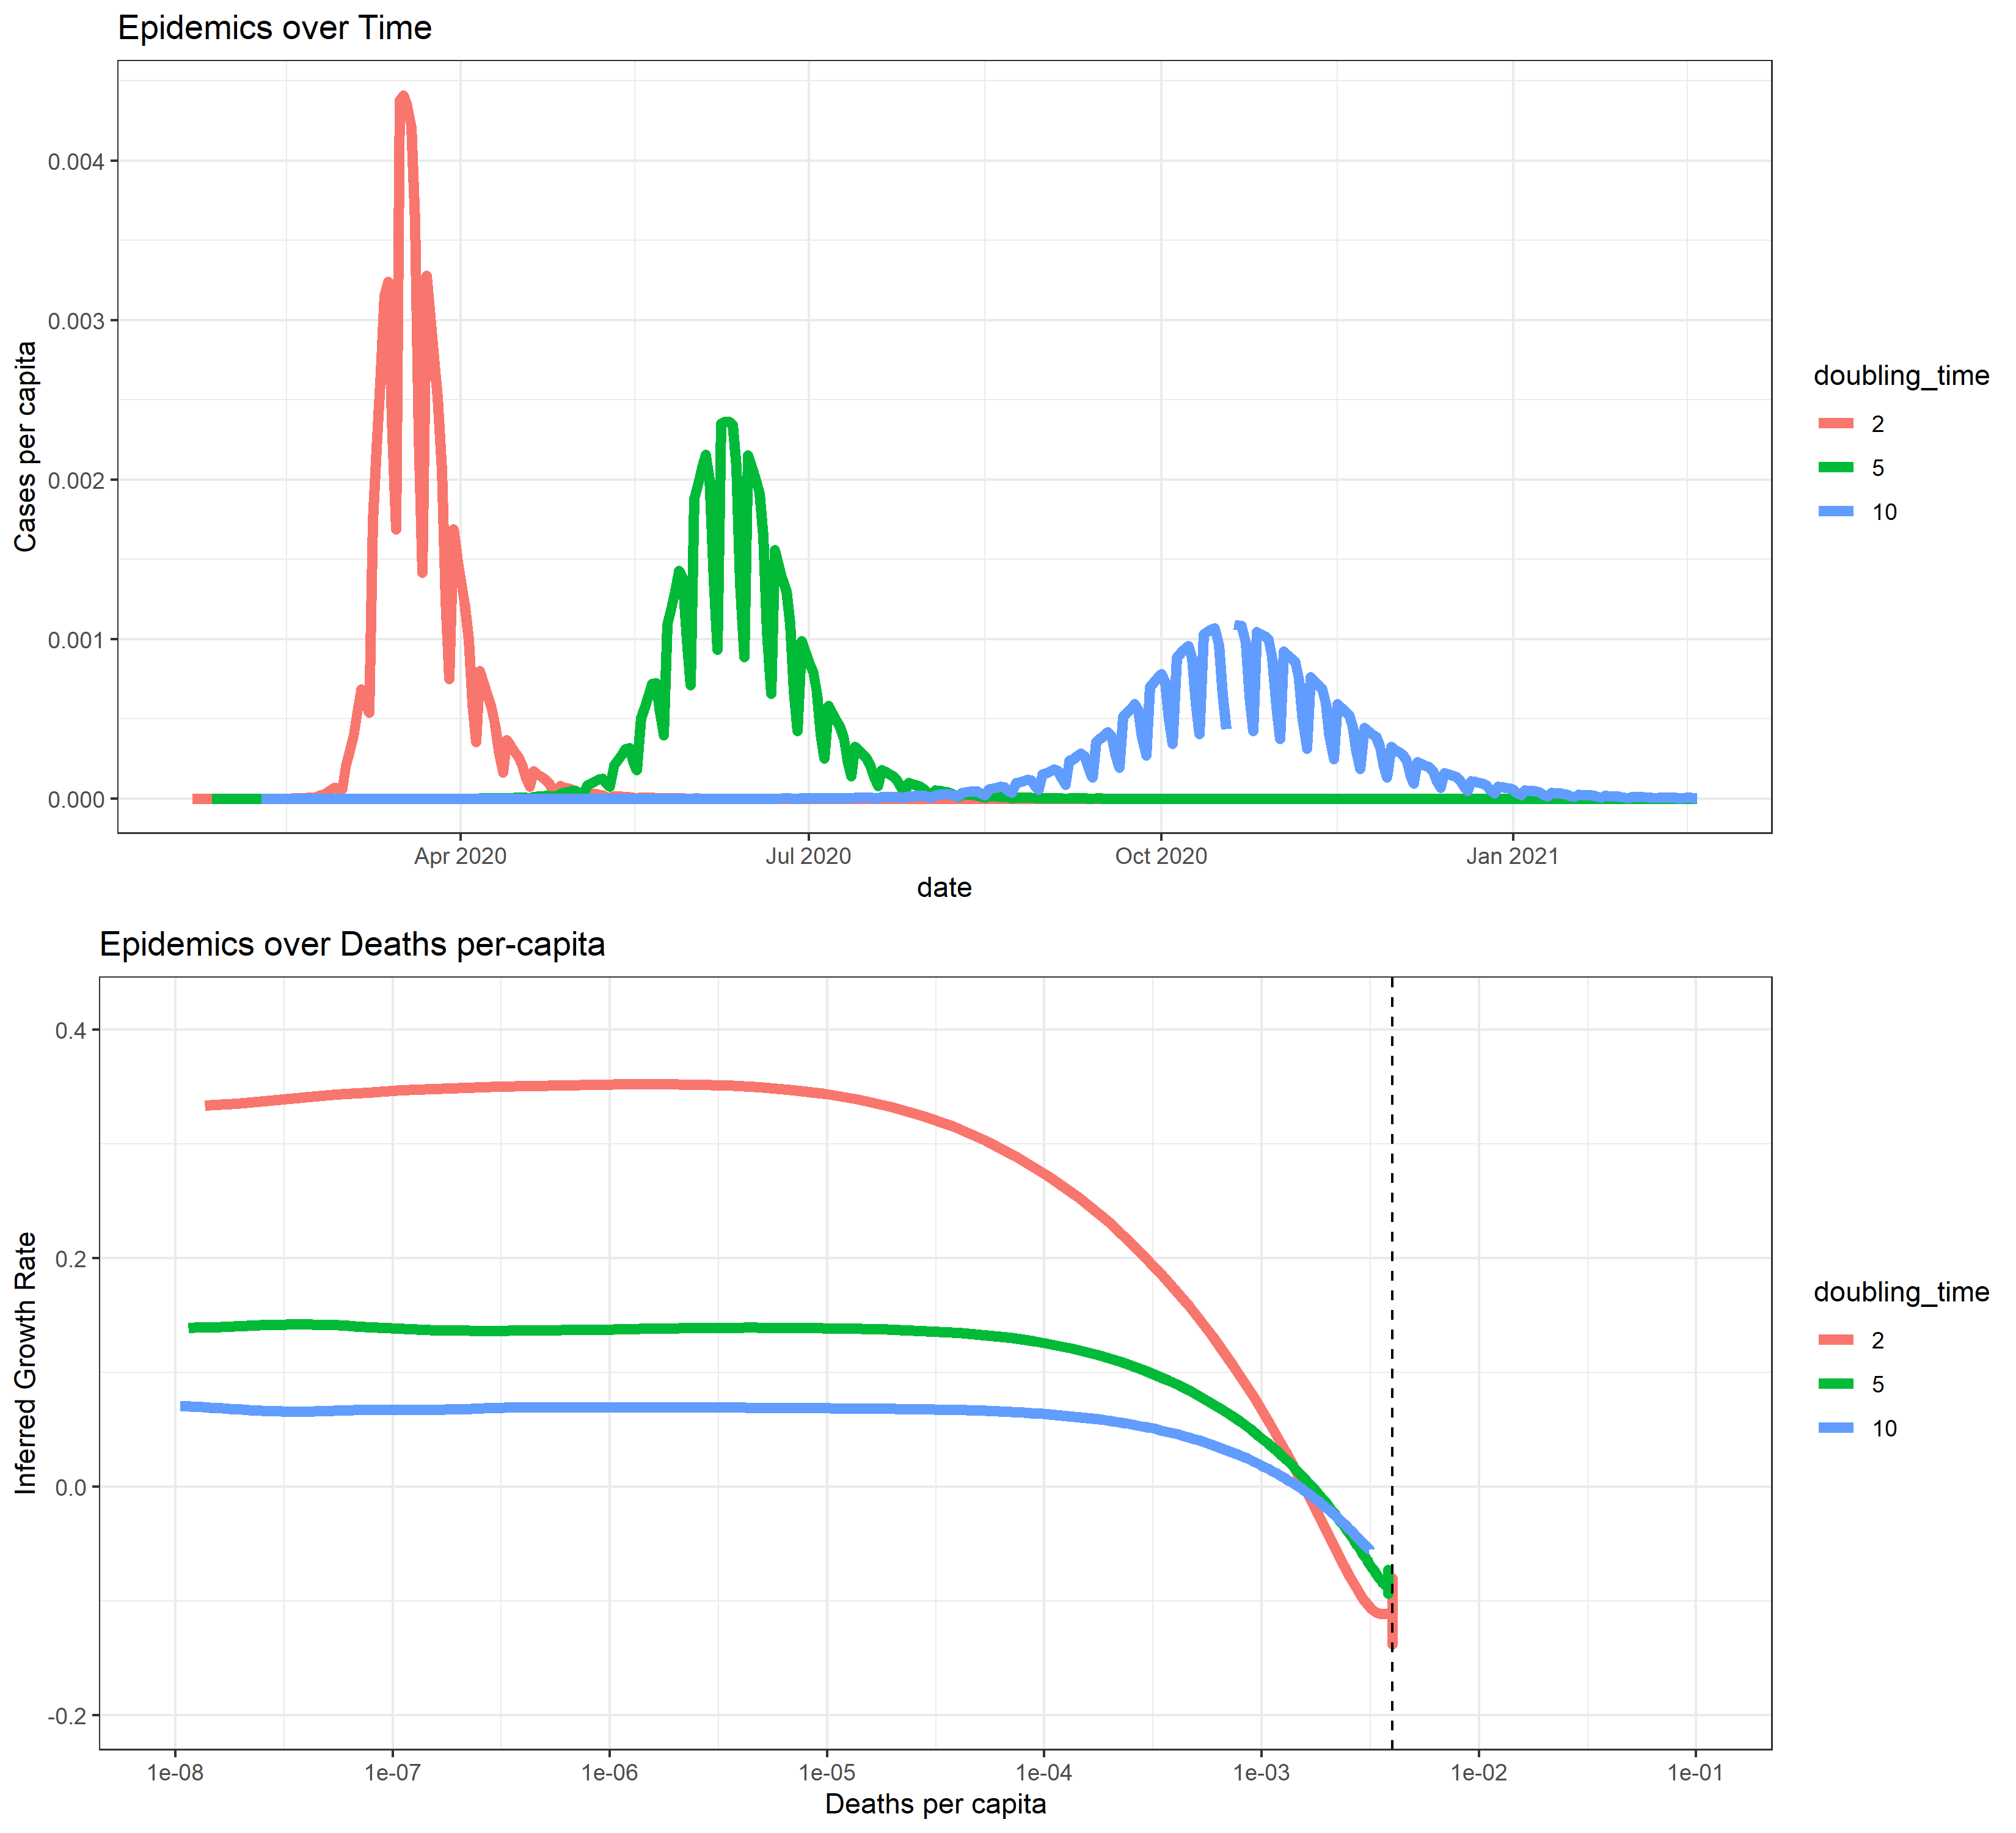 Epidemics over Time
Cases per capita
0.004
0.003
0.002
0.001
0.000
Apr 2020
Jul 2020
Oct 2020
Jan 2021
date
doubling_time
2
5
10
Epidemics over Deaths per-capita
Inferred Growth Rate
0.4
0.2
0.0
-0.2
1e-08
1e-07
1e-06
1e-05
1e-04
1e-03
1e-02
1e-01
Deaths per capita
doubling_time
2
5
10